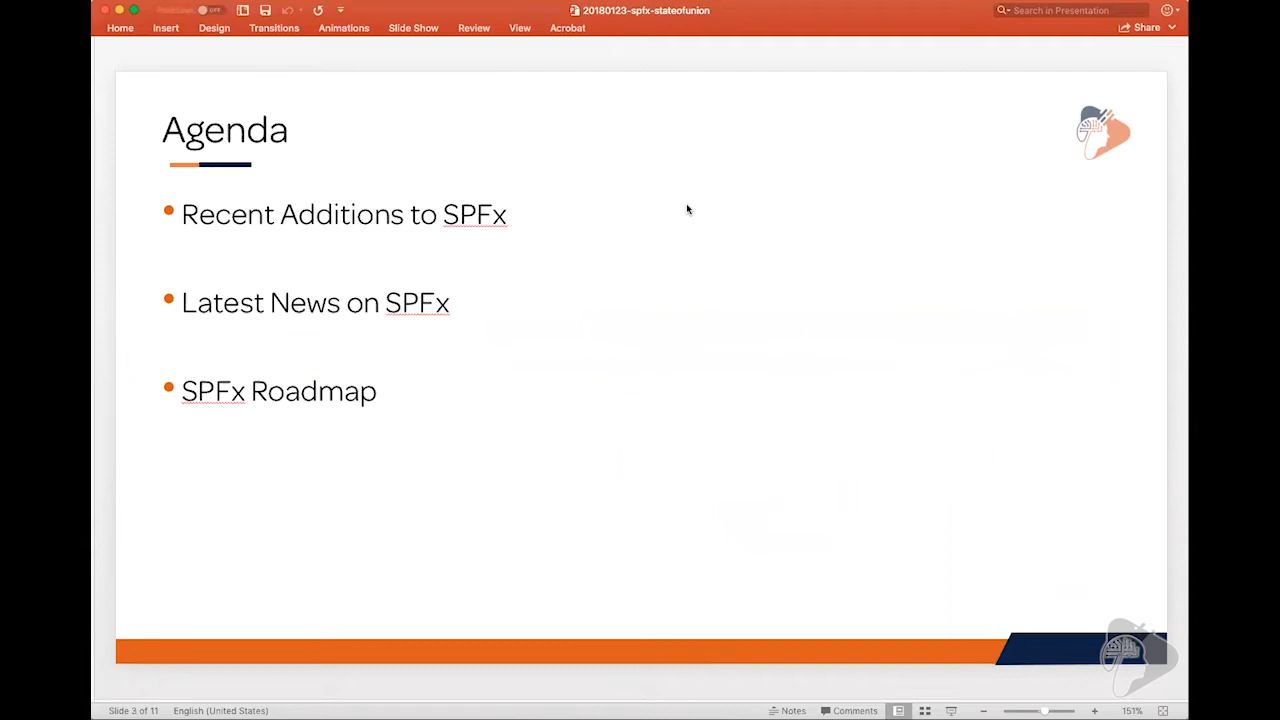 20180123-spfx-stateofunion
Search in Presentation
Home Insert Design Transitions Animations Slide Show Review View Acrobat Share
Agenda
Recent Additions to SPFx
Latest News on SPFx
SPFx Roadmap
Slide 3 of 11 English (United States) Notes Comments 151%